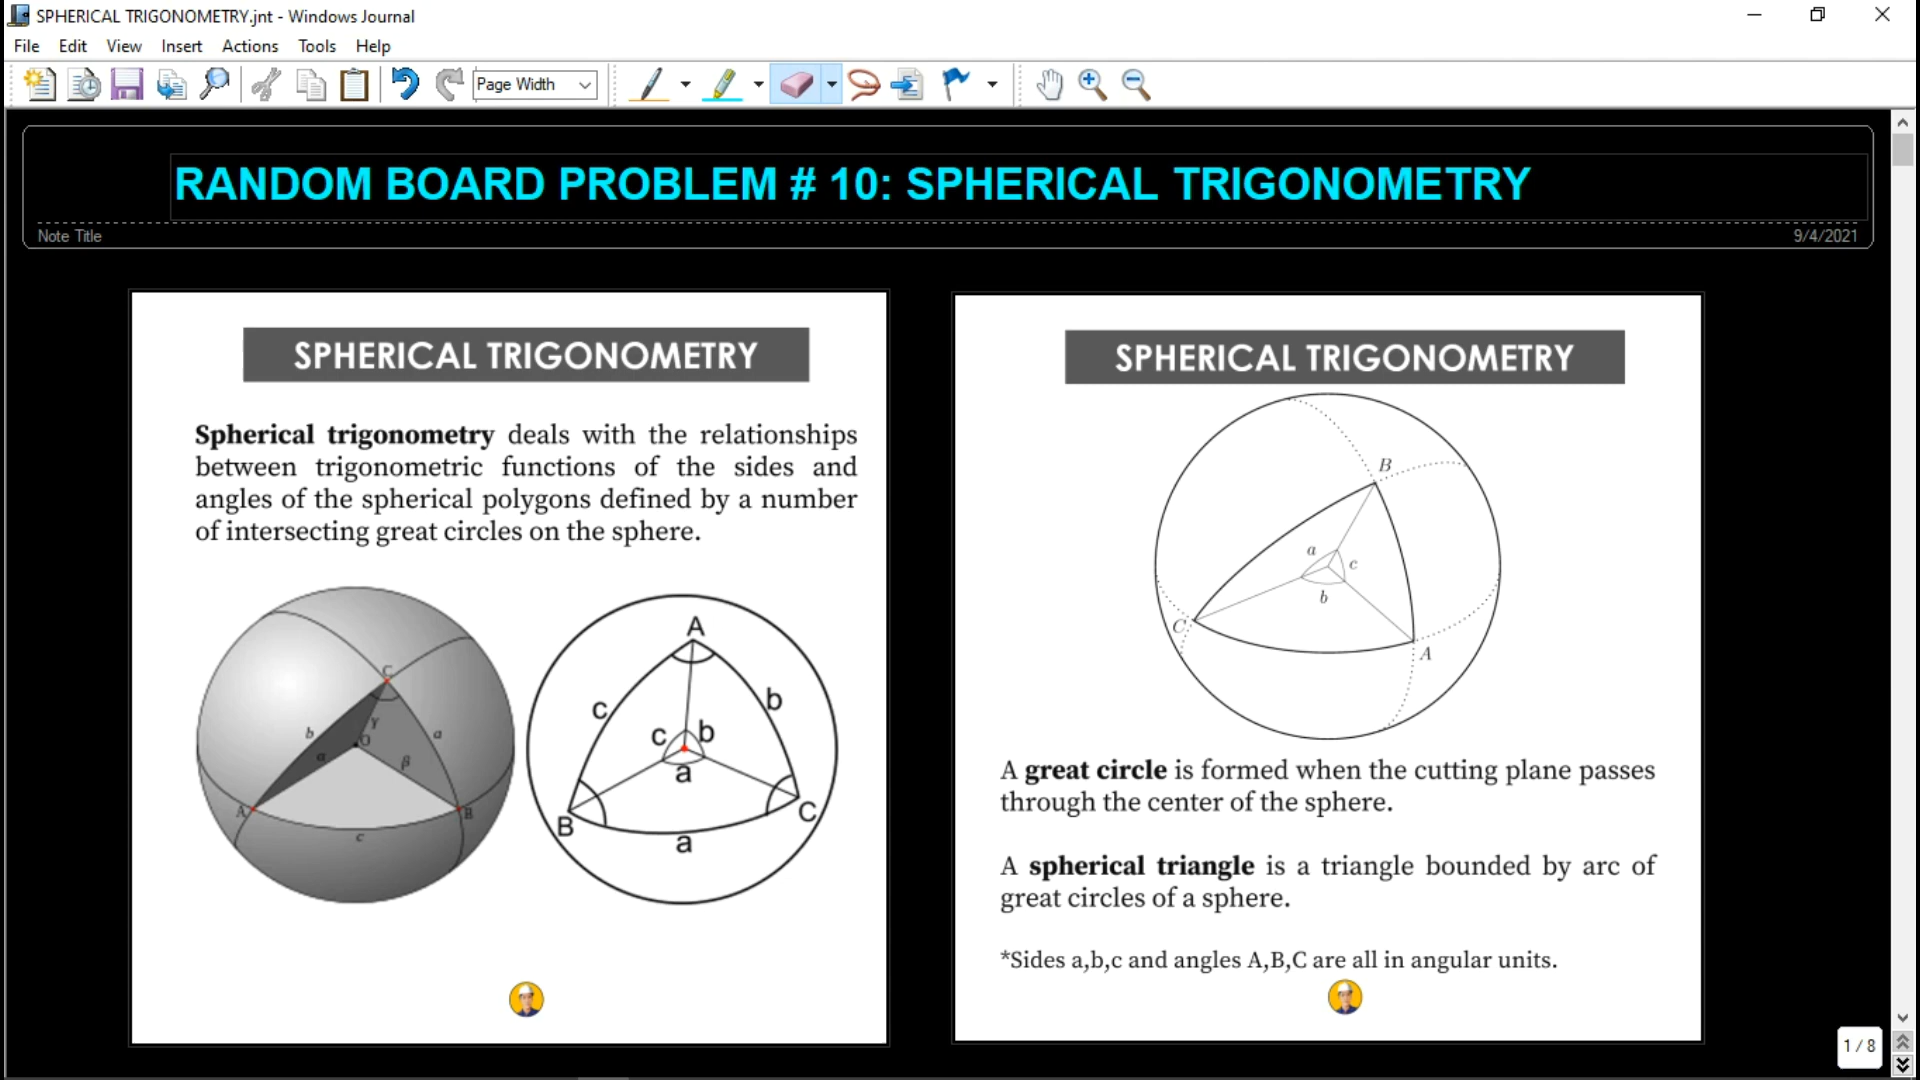 SPHERICAL TRIGONOMETRY.jnt - Windows Journal
File Edit View Insert Actions Tools Help
Page Width
RANDOM BOARD PROBLEM # 10: SPHERICAL TRIGONOMETRY
Note Title
9/4/2021
SPHERICAL TRIGONOMETRY
Spherical trigonometry deals with the relationships
between trigonometric functions of the sides and
angles of the spherical polygons defined by a number
of intersecting great circles on the sphere.
C
b
γ
a
O
α
β
A
B
c
A
c
b
c
b
a
B
C
a
SPHERICAL TRIGONOMETRY
B
a
c
b
C
A
A great circle is formed when the cutting plane passes
through the center of the sphere.
A spherical triangle is a triangle bounded by arc of
great circles of a sphere.
*Sides a,b,c and angles A,B,C are all in angular units.
1 / 8